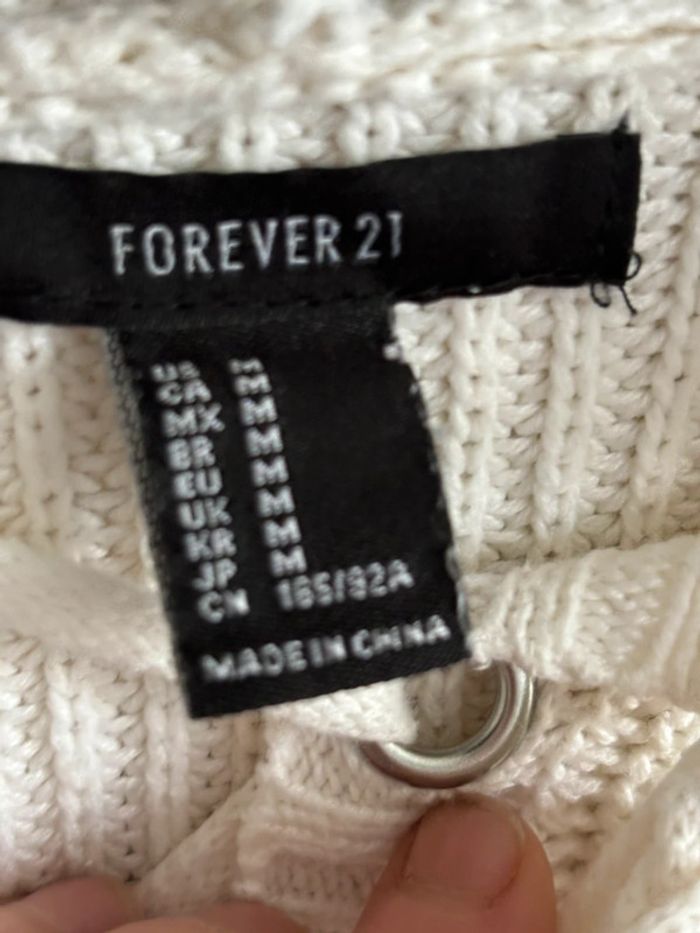 FOREVER 21
US M
CA M
MX M
BR M
EU M
UK M
KR M
JP M
CN 165/92A
MADE IN CHINA